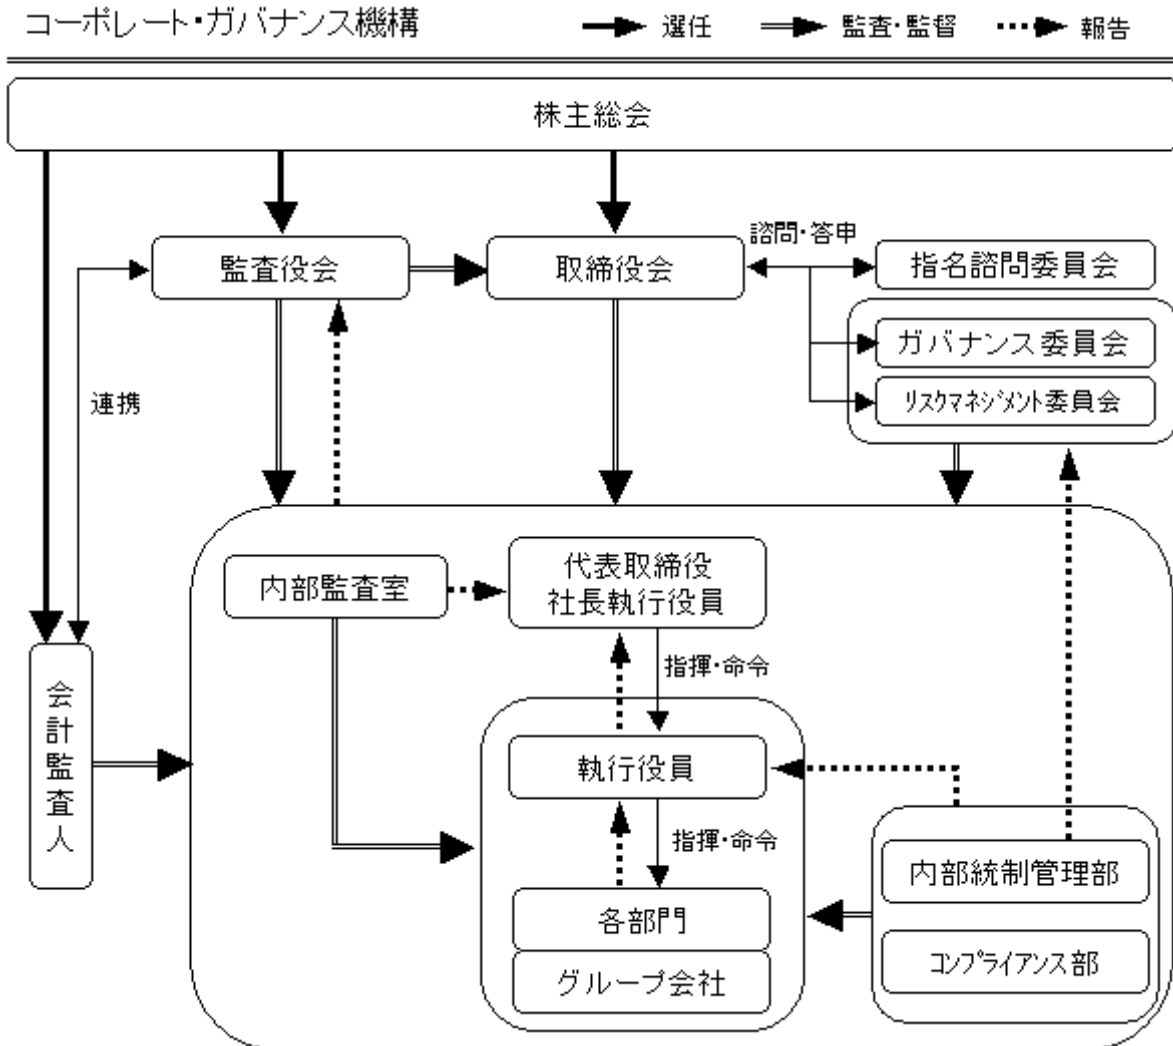 コーポレート・ガバナンス機構
選任
監査・監督
報告
株主総会
諮問・答申
監査役会
取締役会
指名諮問委員会
ガバナンス委員会
リスクマネジメント委員会
連携
内部監査室
代表取締役
社長執行役員
指揮・命令
会計監査人
執行役員
指揮・命令
内部統制管理部
各部門
コンプライアンス部
グループ会社